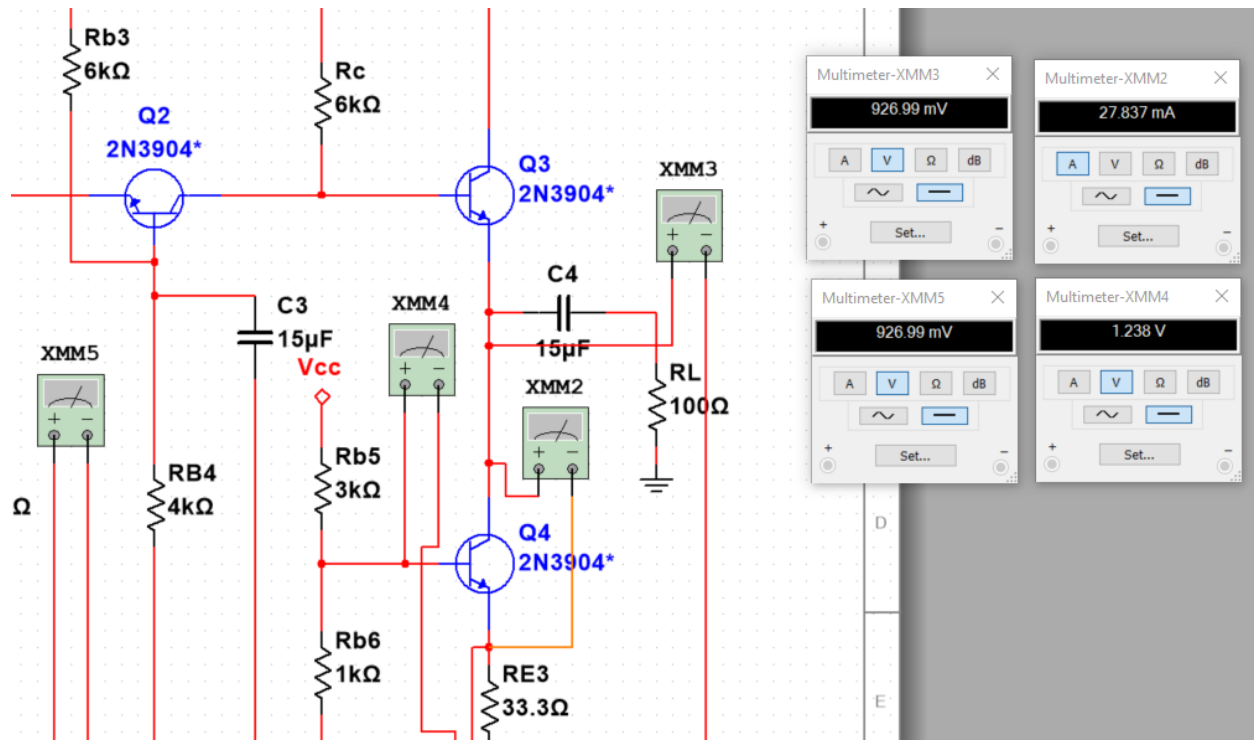 Rb3
6kΩ
Rc
6kΩ
Q2
2N3904*
Q3
2N3904*
XMM3
+ −
C4
15µF
C3
15µF
XMM4
+ −
Vcc
XMM5
+ −
XMM2
+ −
RL
100Ω
Rb5
3kΩ
RB4
4kΩ
Ω
Q4
2N3904*
Rb6
1kΩ
RE3
33.3Ω
D
E
Multimeter-XMM3
926.99 mV
A V Ω dB
Set...
+ −
Multimeter-XMM2
27.837 mA
A V Ω dB
Set...
+ −
Multimeter-XMM5
926.99 mV
A V Ω dB
Set...
+ −
Multimeter-XMM4
1.238 V
A V Ω dB
Set...
+ −